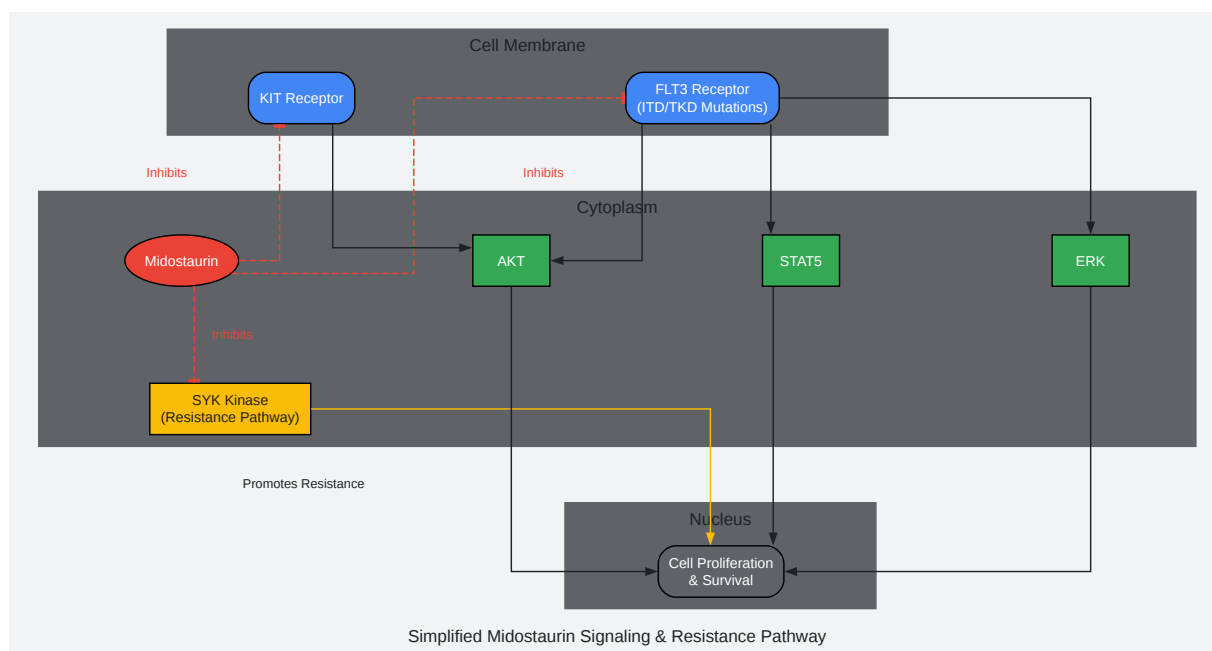 Cell Membrane
KIT Receptor
FLT3 Receptor
(ITD/TKD Mutations)
Inhibits
Inhibits
Cytoplasm
Midostaurin
AKT
STAT5
ERK
Inhibits
SYK Kinase
(Resistance Pathway)
Promotes Resistance
Nucleus
Cell Proliferation
& Survival
Simplified Midostaurin Signaling & Resistance Pathway